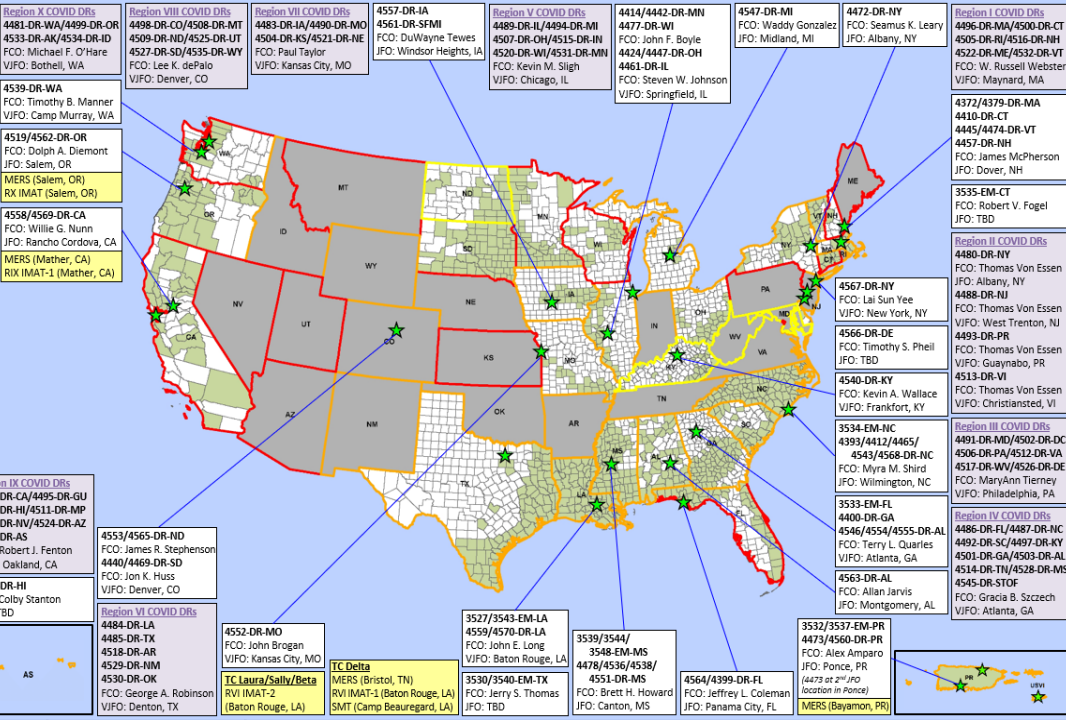 Region X COVID DRs
4481-DR-WA/4499-DR-OR
4533-DR-AK/4534-DR-ID
FCO: Michael F. O'Hare
VJFO: Bothell, WA
Region VIII COVID DRs
4498-DR-CO/4508-DR-MT
4509-DR-ND/4525-DR-UT
4527-DR-SD/4535-DR-WY
FCO: Lee K. dePalo
VJFO: Denver, CO
Region VII COVID DRs
4483-DR-IA/4490-DR-MO
4504-DR-KS/4521-DR-NE
FCO: Paul Taylor
VJFO: Kansas City, MO
4557-DR-IA
4561-DR-SFMI
FCO: DuWayne Tewes
JFO: Windsor Heights, IA
Region V COVID DRs
4489-DR-IL/4494-DR-MI
4507-DR-OH/4515-DR-IN
4520-DR-WI/4531-DR-MN
FCO: Kevin M. Sligh
VJFO: Chicago, IL
4414/4442-DR-MN
4477-DR-WI
FCO: John F. Boyle
4424/4447-DR-OH
4461-DR-IL
FCO: Steven W. Johnson
VJFO: Springfield, IL
4547-DR-MI
FCO: Waddy Gonzalez
JFO: Midland, MI
4472-DR-NY
FCO: Seamus K. Leary
JFO: Albany, NY
Region I COVID DRs
4496-DR-MA/4500-DR-CT
4505-DR-RI/4516-DR-NH
4522-DR-ME/4532-DR-VT
FCO: W. Russell Webster
VJFO: Maynard, MA
4539-DR-WA
FCO: Timothy B. Manner
VJFO: Camp Murray, WA
4519/4562-DR-OR
FCO: Dolph A. Diemont
JFO: Salem, OR
MERS (Salem, OR)
RX IMAT (Salem, OR)
4558/4569-DR-CA
FCO: Willie G. Nunn
JFO: Rancho Cordova, CA
MERS (Mather, CA)
RIX IMAT-1 (Mather, CA)
4372/4379-DR-MA
4410-DR-CT
4445/4474-DR-VT
4457-DR-NH
FCO: James McPherson
JFO: Dover, NH
3535-EM-CT
FCO: Robert V. Fogel
JFO: TBD
Region II COVID DRs
4480-DR-NY
FCO: Thomas Von Essen
JFO: Albany, NY
4488-DR-NJ
FCO: Thomas Von Essen
VJFO: West Trenton, NJ
4493-DR-PR
FCO: Thomas Von Essen
VJFO: Guaynabo, PR
4513-DR-VI
FCO: Thomas Von Essen
VJFO: Christiansted, VI
4567-DR-NY
FCO: Lai Sun Yee
VJFO: New York, NY
4566-DR-DE
FCO: Timothy S. Pheil
JFO: TBD
4540-DR-KY
FCO: Kevin A. Wallace
VJFO: Frankfort, KY
3534-EM-NC
4393/4412/4465/
4543/4568-DR-NC
FCO: Myra M. Shird
JFO: Wilmington, NC
Region III COVID DRs
4491-DR-MD/4502-DR-DC
4506-DR-PA/4512-DR-VA
4517-DR-WV/4526-DR-DE
FCO: MaryAnn Tierney
VJFO: Philadelphia, PA
3533-EM-FL
4400-DR-GA
4546/4554/4555-DR-AL
FCO: Terry L. Quarles
VJFO: Atlanta, GA
Region IV COVID DRs
4486-DR-FL/4487-DR-NC
4492-DR-SC/4497-DR-KY
4501-DR-GA/4503-DR-AL
4514-DR-TN/4528-DR-MS
4545-DR-STOF
FCO: Gracia B. Szczech
VJFO: Atlanta, GA
4563-DR-AL
FCO: Allan Jarvis
JFO: Montgomery, AL
WA
OR
CA
NV
ID
MT
WY
UT
CO
AZ
NM
ND
SD
NE
KS
OK
TX
MN
IA
MO
AR
LA
WI
IN
OH
KY
TN
MS
AL
GA
FL
SC
NC
VA
WV
MD
PA
NJ
NY
CT
RI
MA
VT
NH
ME
n IX COVID DRs
DR-CA/4495-DR-GU
DR-HI/4511-DR-MP
DR-NV/4524-DR-AZ
DR-AS
Robert J. Fenton
Oakland, CA
DR-HI
Colby Stanton
TBD
AS
4553/4565-DR-ND
FCO: James R. Stephenson
4440/4469-DR-SD
FCO: Jon K. Huss
VJFO: Denver, CO
Region VI COVID DRs
4484-DR-LA
4485-DR-TX
4518-DR-AR
4529-DR-NM
4530-DR-OK
FCO: George A. Robinson
VJFO: Denton, TX
4552-DR-MO
FCO: John Brogan
VJFO: Kansas City, MO
TC Laura/Sally/Beta
RVI IMAT-2
(Baton Rouge, LA)
TC Delta
MERS (Bristol, TN)
RVI IMAT-1 (Baton Rouge, LA)
SMT (Camp Beauregard, LA)
3527/3543-EM-LA
4559/4570-DR-LA
FCO: John E. Long
VJFO: Baton Rouge, LA
3530/3540-EM-TX
FCO: Jerry S. Thomas
JFO: TBD
3539/3544/
3548-EM-MS
4478/4536/4538/
4551-DR-MS
FCO: Brett H. Howard
JFO: Canton, MS
4564/4399-DR-FL
FCO: Jeffrey L. Coleman
JFO: Panama City, FL
3532/3537-EM-PR
4473/4560-DR-PR
FCO: Alex Amparo
JFO: Ponce, PR
(4473 at 2nd JFO
location in Ponce)
MERS (Bayamon, PR)
PR
USVI